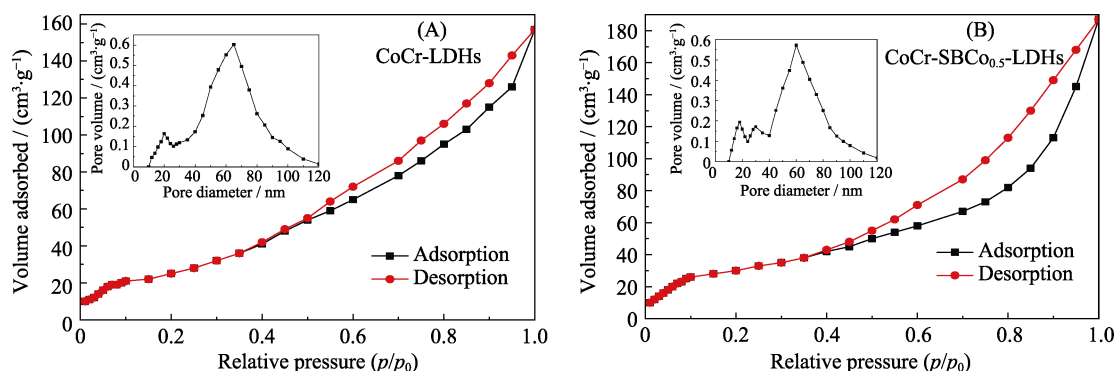 (A)
CoCr-LDHs
Volume adsorbed / (cm³·g⁻¹)
160
140
120
100
80
60
40
20
0
0 0.2 0.4 0.6 0.8 1.0
Relative pressure (p/p₀)
Pore volume / (cm³·g⁻¹)
0.6
0.5
0.4
0.3
0.2
0.1
0
0 20 40 60 80 100 120
Pore diameter / nm
Adsorption
Desorption
(B)
CoCr-SBCo₀.₅-LDHs
Volume adsorbed / (cm³·g⁻¹)
180
160
140
120
100
80
60
40
20
0
0 0.2 0.4 0.6 0.8 1.0
Relative pressure (p/p₀)
Pore volume / (cm³·g⁻¹)
0.6
0.5
0.4
0.3
0.2
0.1
0
0 20 40 60 80 100 120
Pore diameter / nm
Adsorption
Desorption